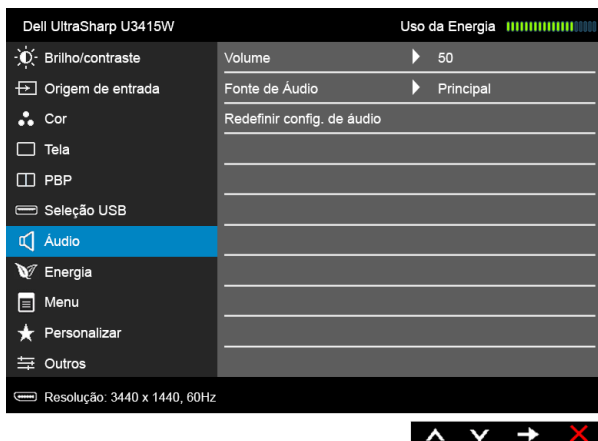 Dell UltraSharp U3415W
Uso da Energia
Brilho/contraste
Volume
50
Origem de entrada
Fonte de Áudio
Principal
Cor
Redefinir config. de áudio
Tela
PBP
Seleção USB
Áudio
Energia
Menu
Personalizar
Outros
Resolução: 3440 x 1440, 60Hz